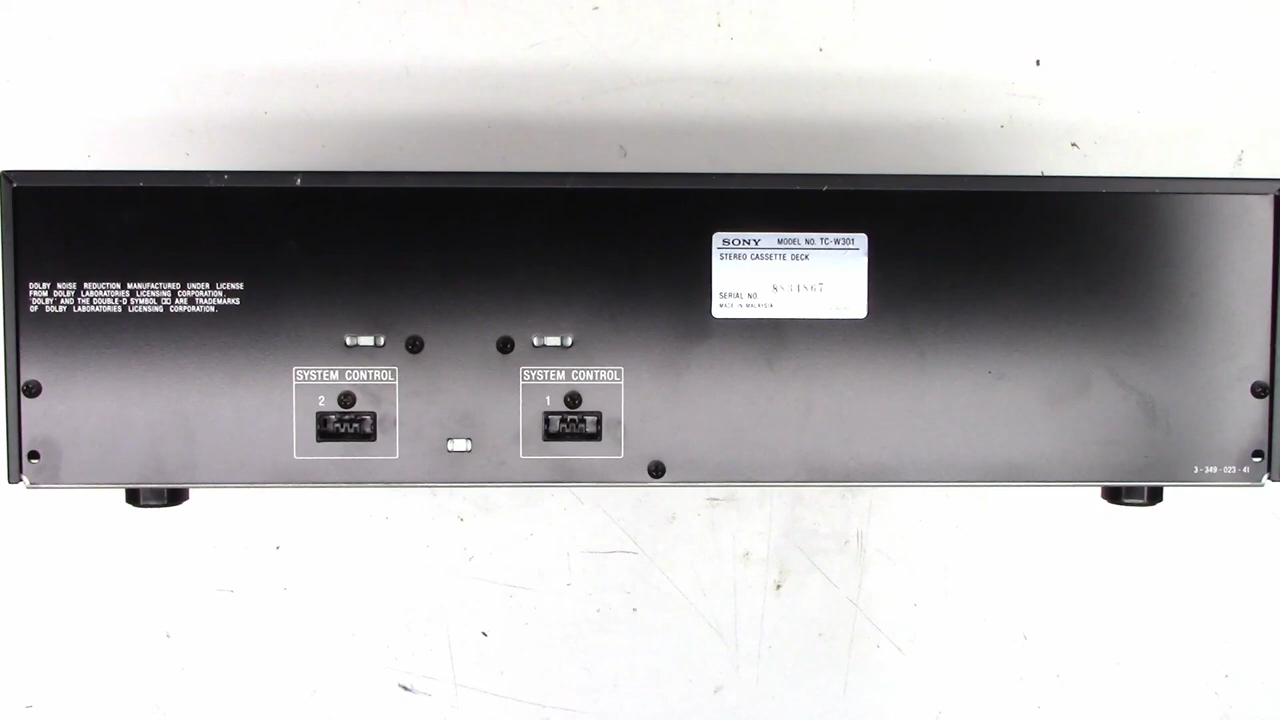 DOLBY NOISE REDUCTION MANUFACTURED UNDER LICENSE
FROM DOLBY LABORATORIES LICENSING CORPORATION.
'DOLBY' AND THE DOUBLE-D SYMBOL ARE TRADEMARKS
OF DOLBY LABORATORIES LICENSING CORPORATION.
SONY MODEL NO. TC-W301
STEREO CASSETTE DECK
SERIAL NO. 8834867
MADE IN MALAYSIA
SYSTEM CONTROL
2
SYSTEM CONTROL
1
3-349-023-41